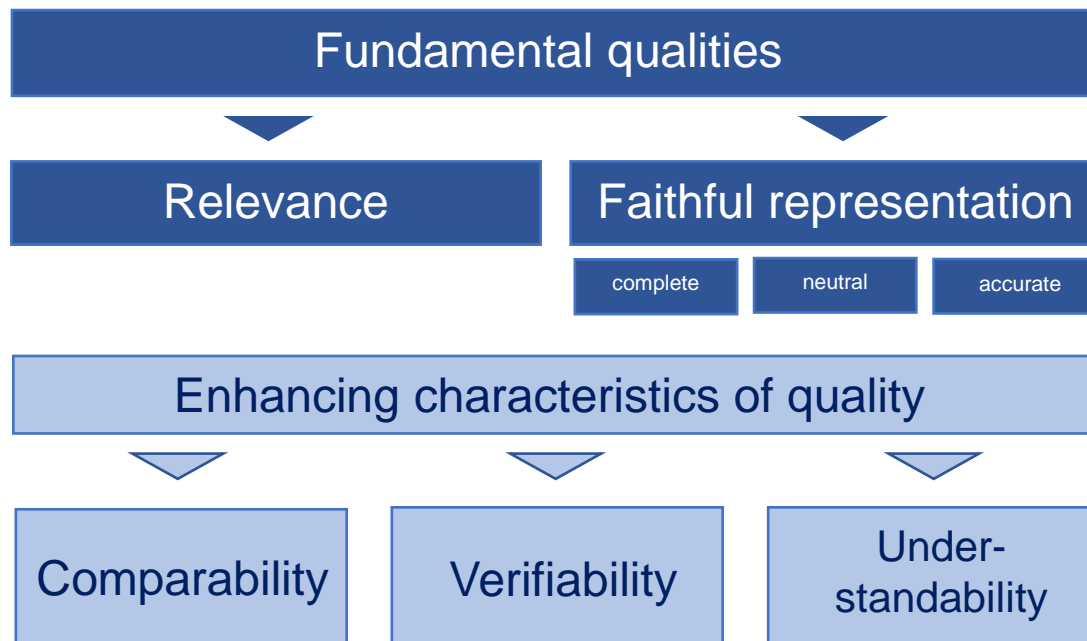 Fundamental qualities
Relevance
Faithful representation
complete
neutral
accurate
Enhancing characteristics of quality
Comparability
Verifiability
Under-
standability